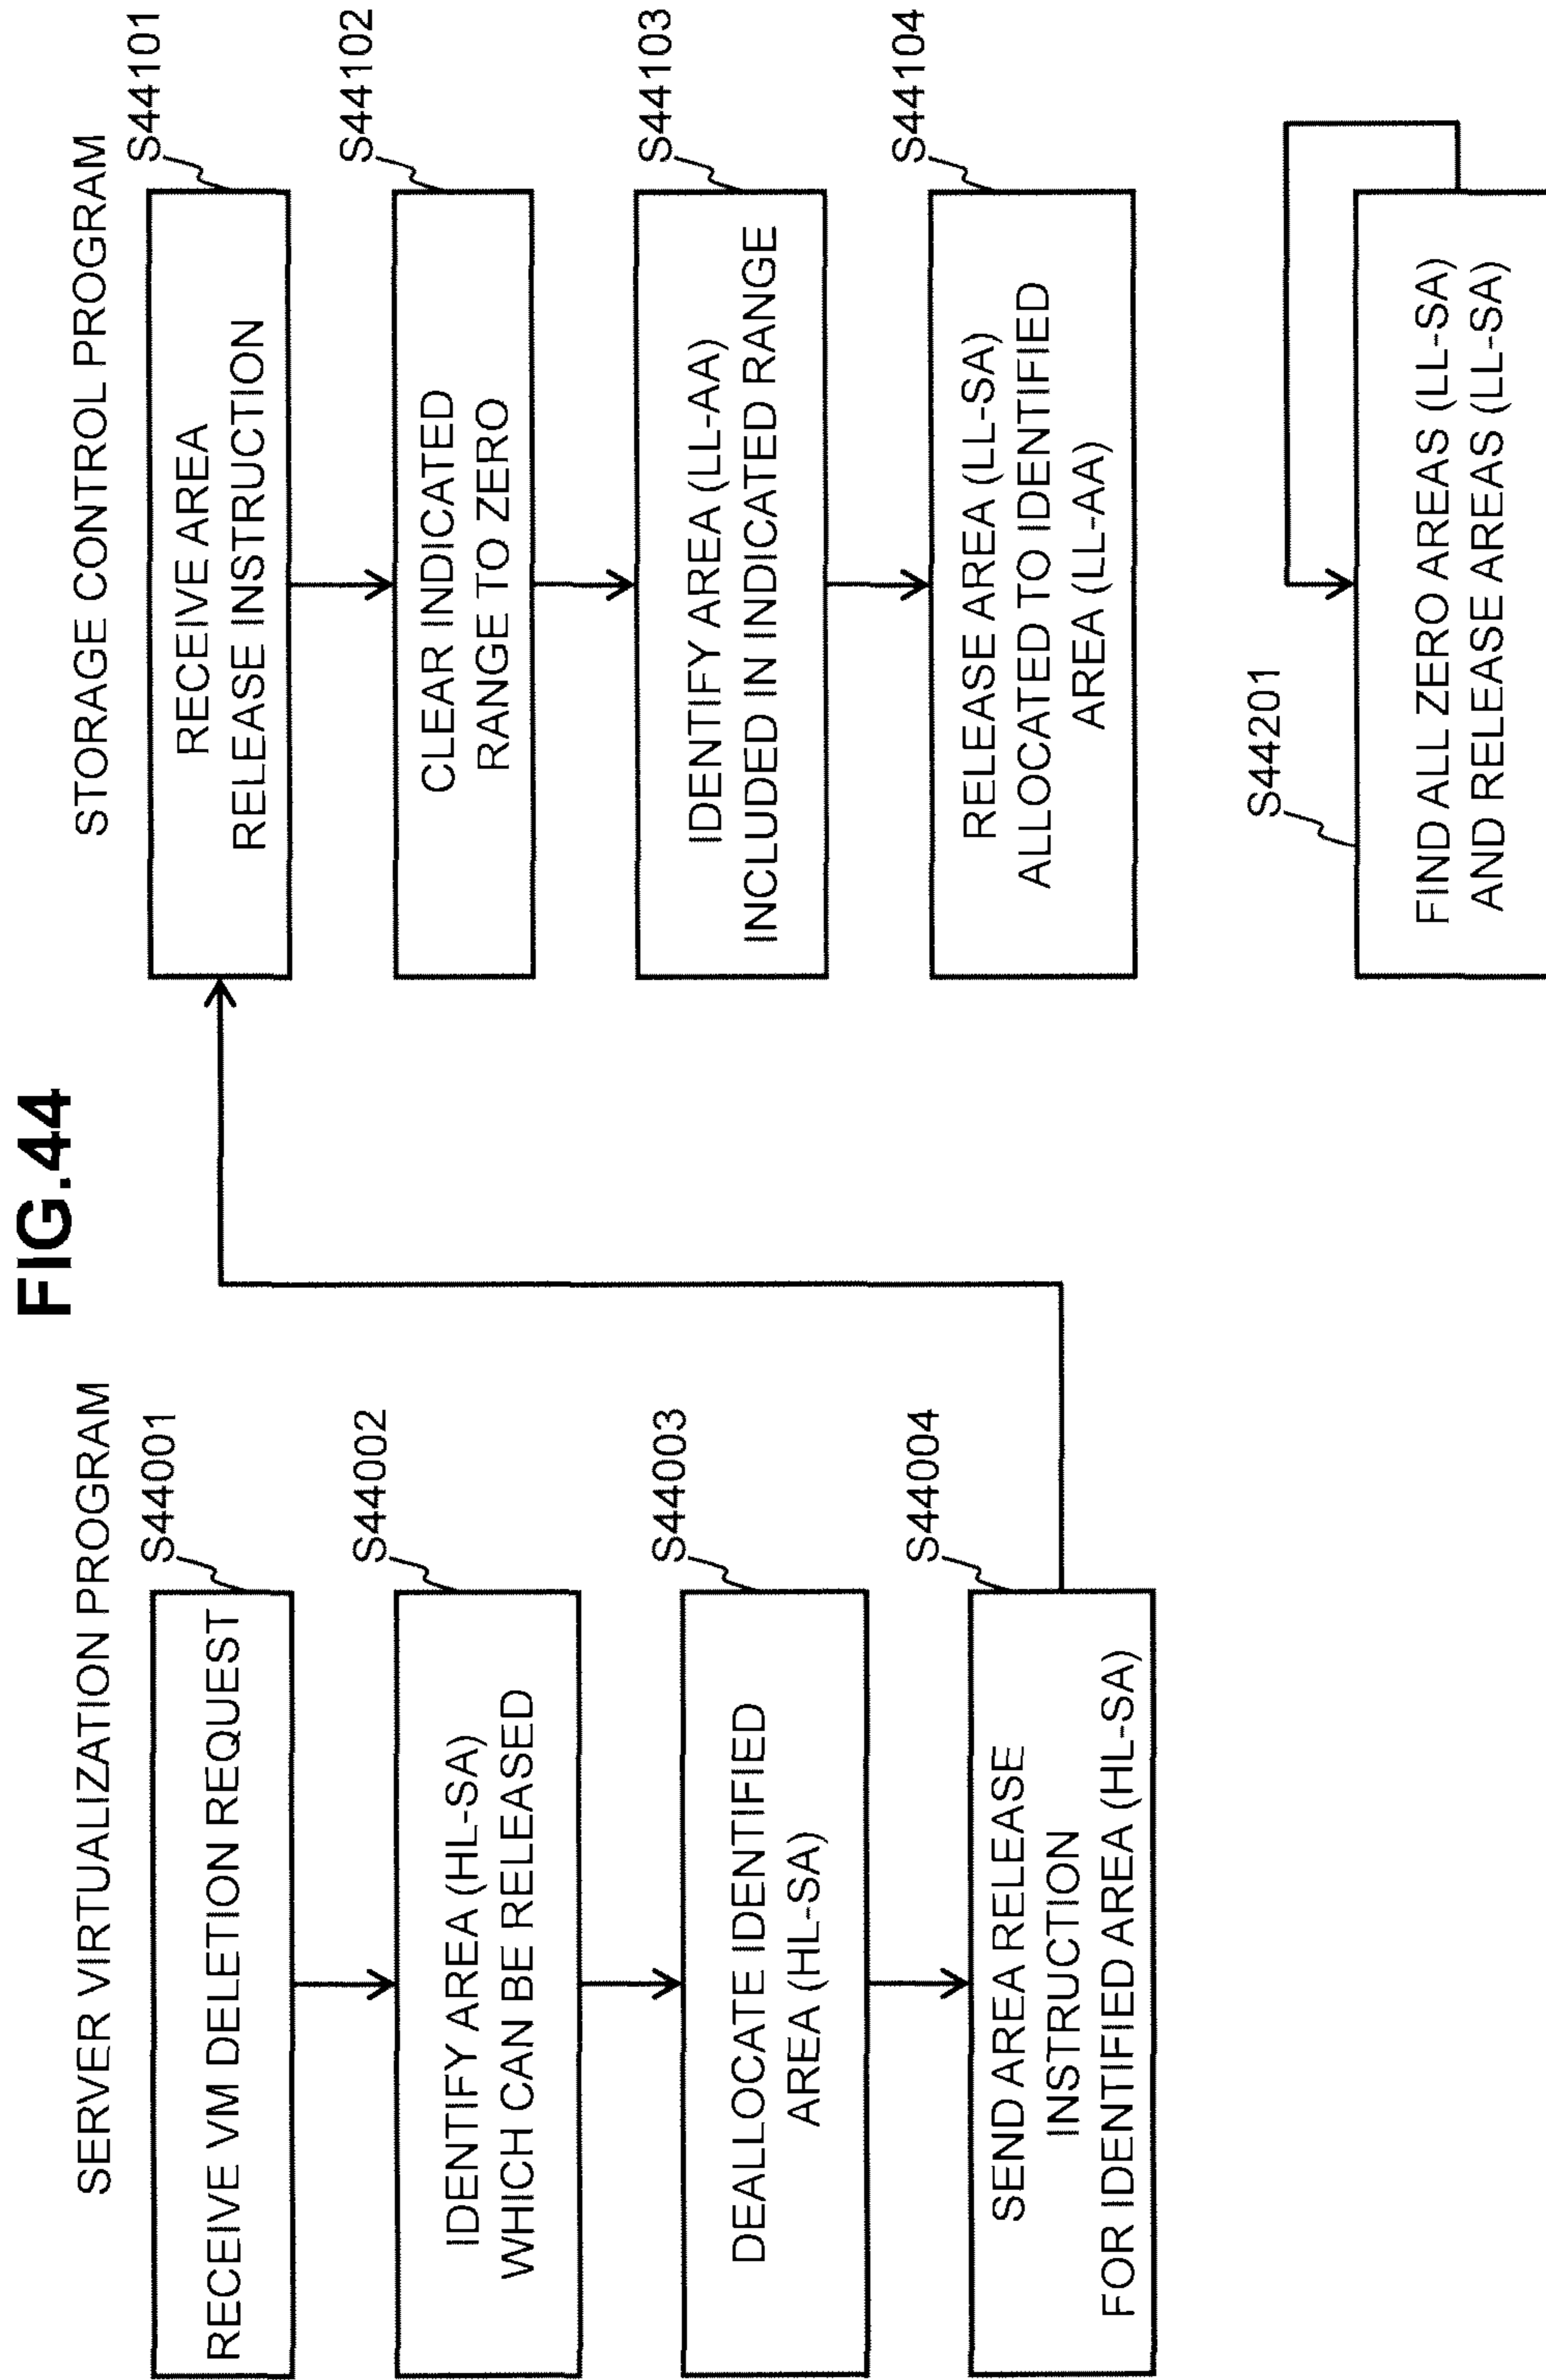 FIG.44
SERVER VIRTUALIZATION PROGRAM
S44001
RECEIVE VM DELETION REQUEST
S44002
IDENTIFY AREA (HL-SA)
WHICH CAN BE RELEASED
S44003
DEALLOCATE IDENTIFIED
AREA (HL-SA)
S44004
SEND AREA RELEASE
INSTRUCTION
FOR IDENTIFIED AREA (HL-SA)
STORAGE CONTROL PROGRAM
S44101
RECEIVE AREA
RELEASE INSTRUCTION
S44102
CLEAR INDICATED
RANGE TO ZERO
S44103
IDENTIFY AREA (LL-AA)
INCLUDED IN INDICATED RANGE
S44104
RELEASE AREA (LL-SA)
ALLOCATED TO IDENTIFIED
AREA (LL-AA)
S44201
FIND ALL ZERO AREAS (LL-SA)
AND RELEASE AREAS (LL-SA)